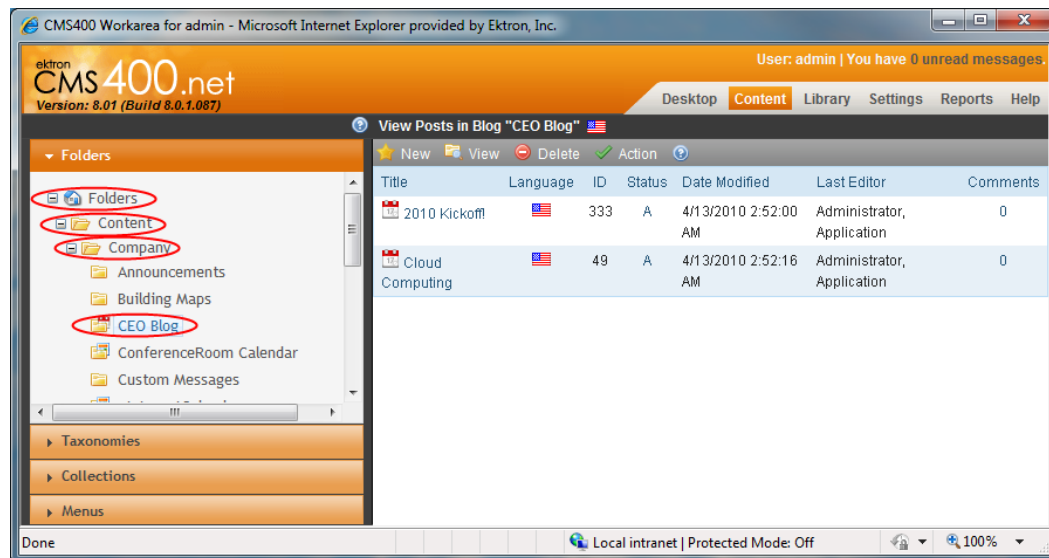 CMS400 Workarea for admin - Microsoft Internet Explorer provided by Ektron, Inc.
User: admin | You have 0 unread messages.
ektron
CMS400.net
Version: 8.01 (Build 8.0.1.087)
Desktop Content Library Settings Reports Help
View Posts in Blog "CEO Blog"
Folders
New View Delete Action
Title Language ID Status Date Modified Last Editor Comments
2010 Kickoff! 333 A 4/13/2010 2:52:00 AM Administrator, Application 0
Cloud Computing 49 A 4/13/2010 2:52:16 AM Administrator, Application 0
Folders
Content
Company
Announcements
Building Maps
CEO Blog
ConferenceRoom Calendar
Custom Messages
Taxonomies
Collections
Menus
Done
Local intranet | Protected Mode: Off
100%